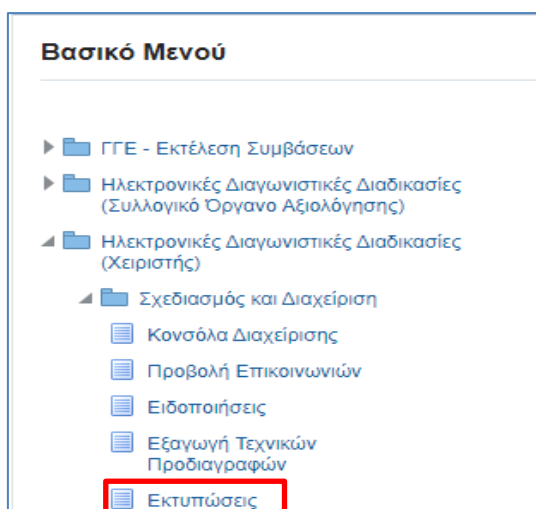 Βασικό Μενού
ΓΓΕ - Εκτέλεση Συμβάσεων
Ηλεκτρονικές Διαγωνιστικές Διαδικασίες
(Συλλογικό Όργανο Αξιολόγησης)
Ηλεκτρονικές Διαγωνιστικές Διαδικασίες
(Χειριστής)
Σχεδιασμός και Διαχείριση
Κονσόλα Διαχείρισης
Προβολή Επικοινωνιών
Ειδοποιήσεις
Εξαγωγή Τεχνικών
Προδιαγραφών
Εκτυπώσεις